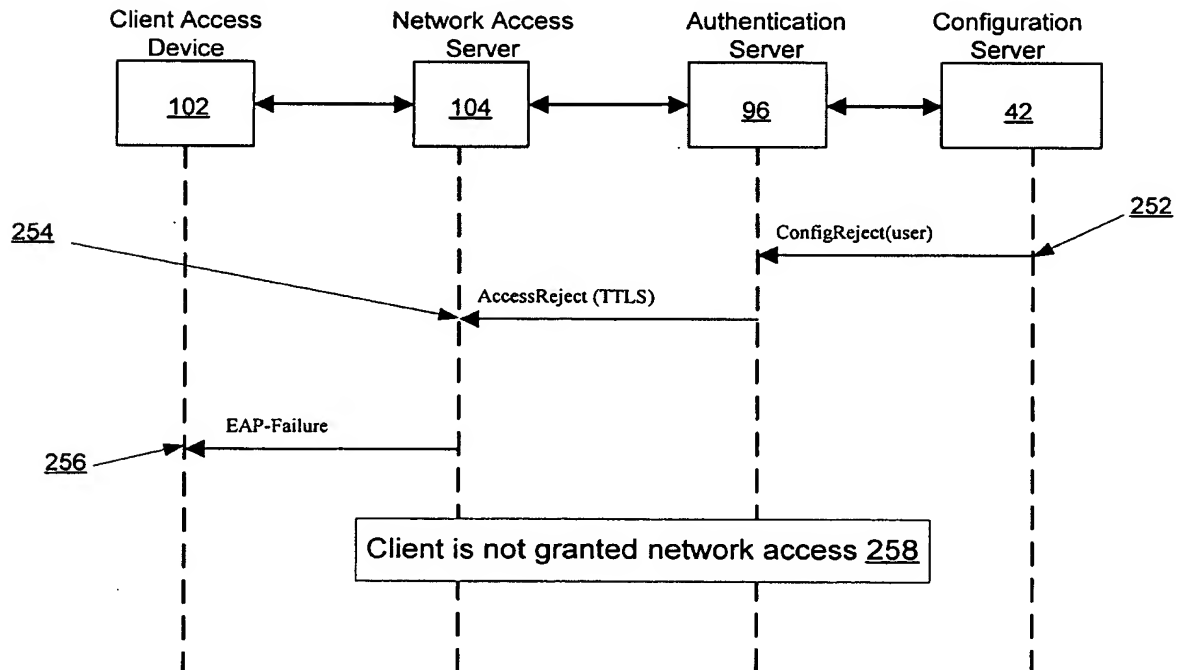 Client Access
Device
Network Access
Server
Authentication
Server
Configuration
Server
102
104
96
42
252
254
ConfigReject(user)
AccessReject (TTLS)
EAP-Failure
256
Client is not granted network access 258